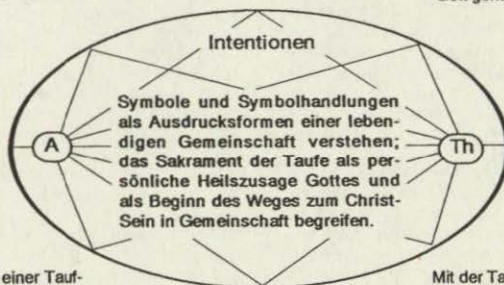 Intentionen
Symbole und Symbolhandlungen
als Ausdrucksformen einer leben-
digen Gemeinschaft verstehen;
A das Sakrament der Taufe als per- Th
sönliche Heilszusage Gottes und
als Beginn des Weges zum Christ-
Sein in Gemeinschaft begreifen.
einer Tauf- Mit der Ta